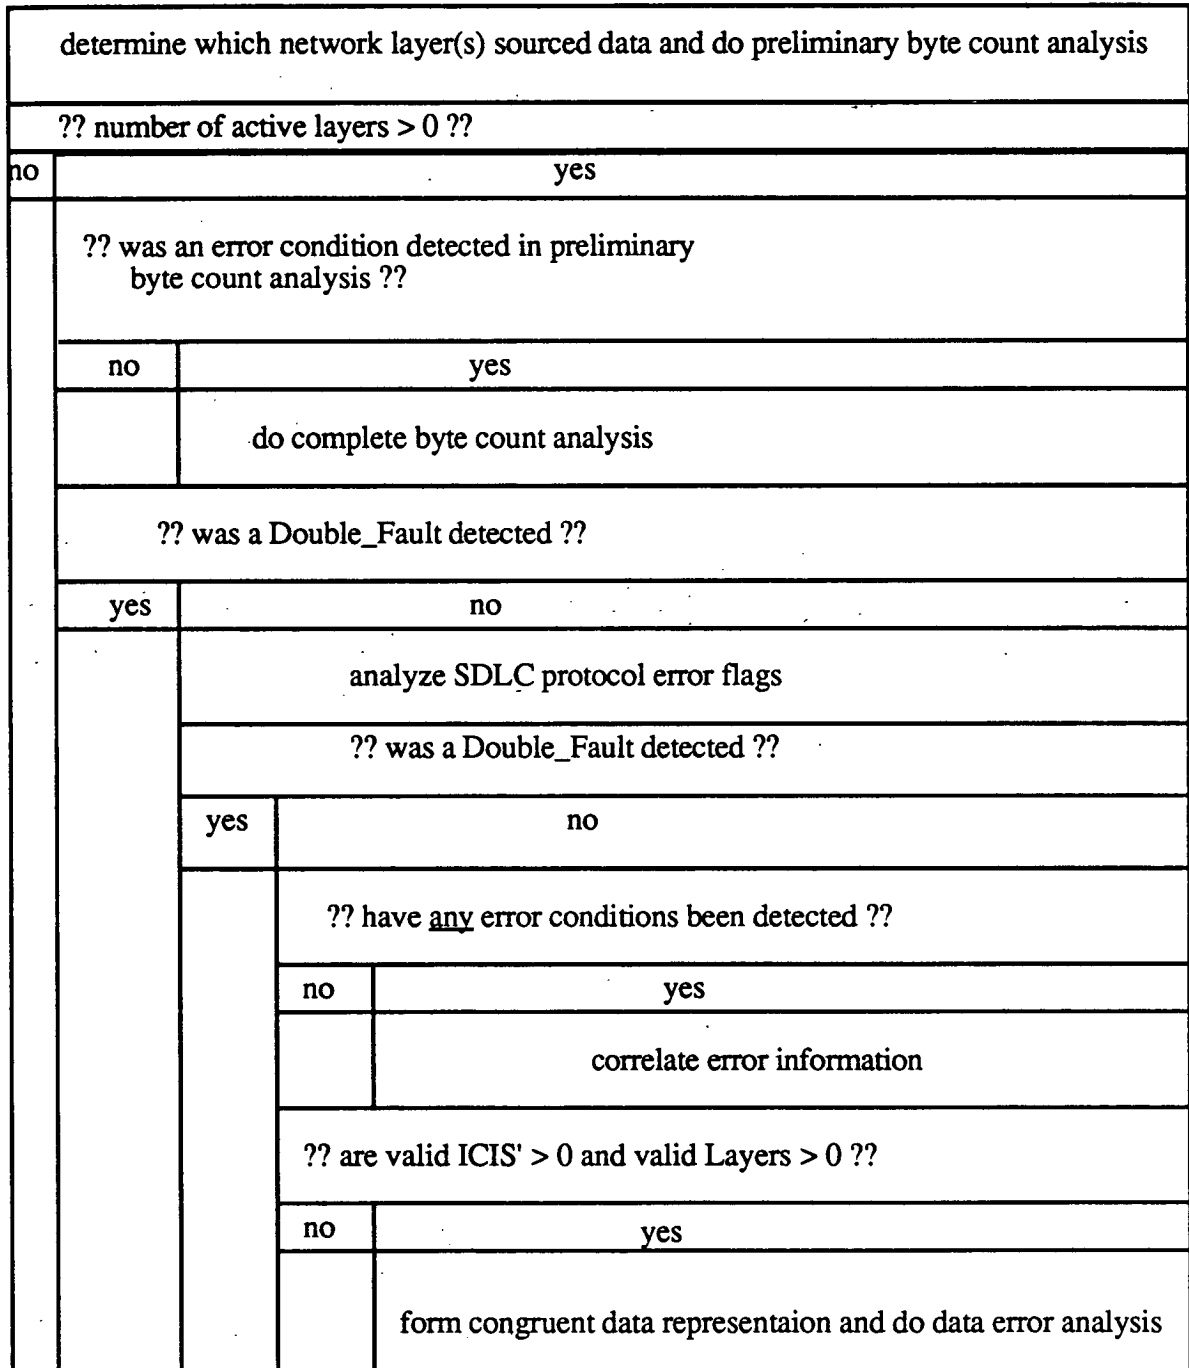 determine which network layer(s) sourced data and do preliminary byte count analysis
?? number of active layers > 0 ??
no yes
?? was an error condition detected in preliminary
byte count analysis ??
no yes
do complete byte count analysis
?? was a Double_Fault detected ??
yes no
analyze SDLC protocol error flags
?? was a Double_Fault detected ??
yes no
?? have any error conditions been detected ??
no yes
correlate error information
?? are valid ICIS' > 0 and valid Layers > 0 ??
no yes
form congruent data representaion and do data error analysis